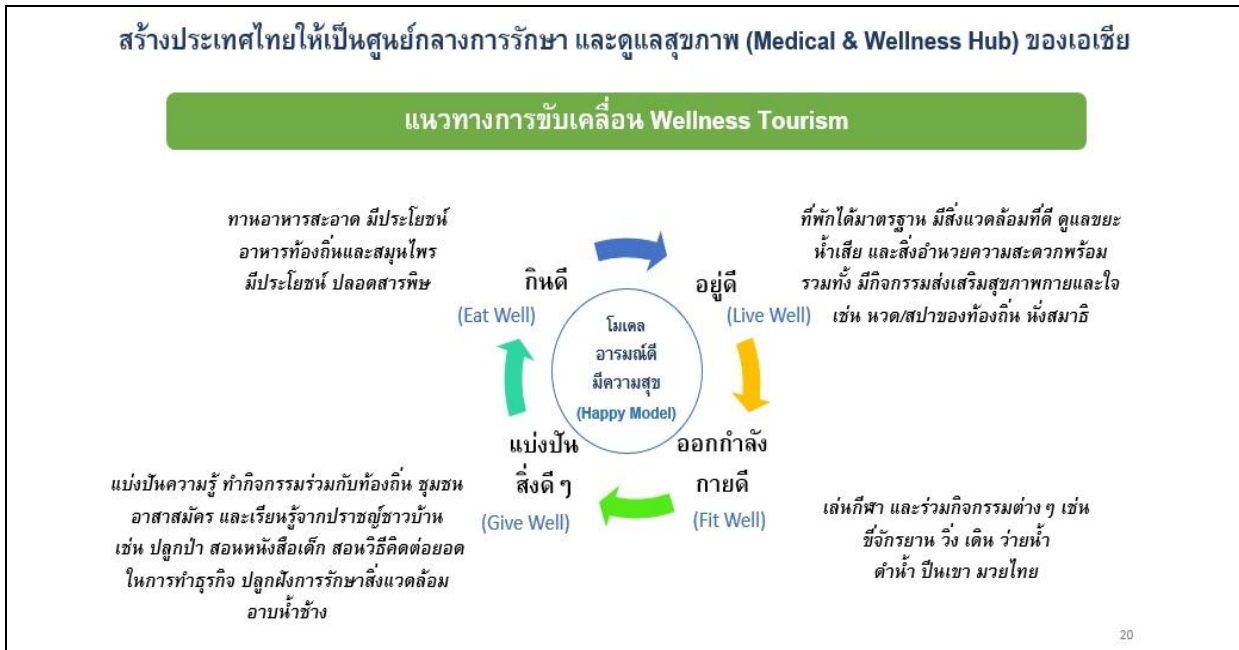 สร้างประเทศไทยให้เป็นศูนย์กลางการรักษา และดูแลสุขภาพ (Medical & Wellness Hub) ของเอเชีย
แนวทางการขับเคลื่อน Wellness Tourism
ทานอาหารสะอาด มีประโยชน์
อาหารท้องถิ่นและสมุนไพร
มีประโยชน์ ปลอดสารพิษ
กินดี
(Eat Well)
ที่พักได้มาตรฐาน มีสิ่งแวดล้อมที่ดี ดูแลขยะ
น้ำเสีย และสิ่งอำนวยความสะดวกพร้อม
รวมทั้ง มีกิจกรรมส่งเสริมสุขภาพกายและใจ
เช่น นวด/สปาของท้องถิ่น นั่งสมาธิ
อยู่ดี
(Live Well)
โมเดล
อารมณ์ดี
มีความสุข
(Happy Model)
แบ่งปัน
สิ่งดี ๆ
(Give Well)
ออกกำลัง
กายดี
(Fit Well)
แบ่งปันความรู้ ทำกิจกรรมร่วมกับท้องถิ่น ชุมชน
อาสาสมัคร และเรียนรู้จากปราชญ์ชาวบ้าน
เช่น ปลูกป่า สอนหนังสือเด็ก สอนวิธีคิดต่อยอด
ในการทำธุรกิจ ปลูกฝังการรักษาสิ่งแวดล้อม
อาบน้ำช้าง
เล่นกีฬา และร่วมกิจกรรมต่าง ๆ เช่น
ขี่จักรยาน วิ่ง เดิน ว่ายน้ำ
ดำน้ำ ปีนเขา มวยไทย
20